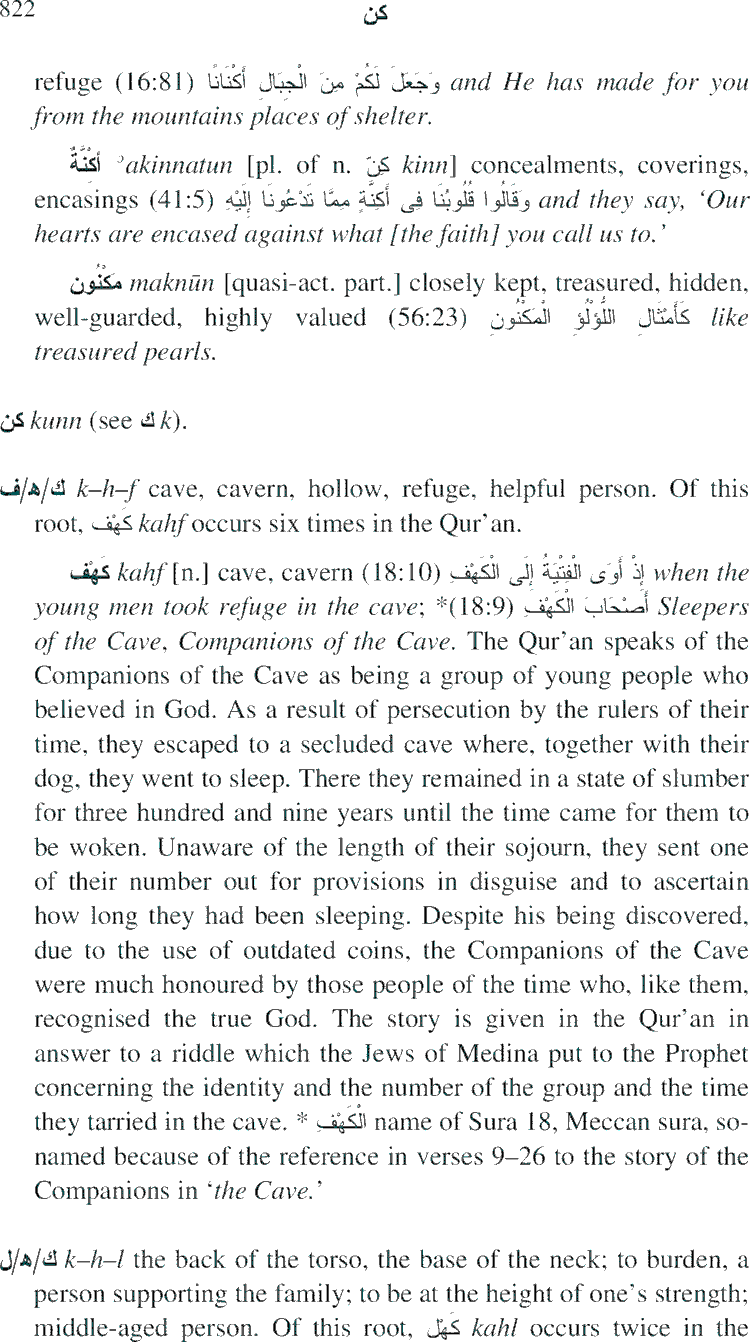 822
كن
refuge (16:81) وَجَعَلَ لَكُمْ مِنَ الْجِبَالِ أَكْنَانًا and He has made for you
from the mountains places of shelter.
أَكِنَّةٌ ʾakinnatun [pl. of n. كِنّ kinn] concealments, coverings,
encasings (41:5) وَقَالُوا قُلُوبُنَا فِى أَكِنَّةٍ مِمَّا تَدْعُونَا إِلَيْهِ and they say, ‘Our
hearts are encased against what [the faith] you call us to.’
مَكْنُون maknūn [quasi-act. part.] closely kept, treasured, hidden,
well-guarded, highly valued (56:23) كَأَمْثَالِ اللُّؤْلُؤِ الْمَكْنُونِ like
treasured pearls.
كن kunn (see ك k).
ك/ه/ف k–h–f cave, cavern, hollow, refuge, helpful person. Of this
root, كَهْف kahf occurs six times in the Qur’an.
كَهْف kahf [n.] cave, cavern (18:10) إِذْ أَوَى الْفِتْيَةُ إِلَى الْكَهْفِ when the
young men took refuge in the cave; *(18:9) أَصْحَابَ الْكَهْفِ Sleepers
of the Cave, Companions of the Cave. The Qur’an speaks of the
Companions of the Cave as being a group of young people who
believed in God. As a result of persecution by the rulers of their
time, they escaped to a secluded cave where, together with their
dog, they went to sleep. There they remained in a state of slumber
for three hundred and nine years until the time came for them to
be woken. Unaware of the length of their sojourn, they sent one
of their number out for provisions in disguise and to ascertain
how long they had been sleeping. Despite his being discovered,
due to the use of outdated coins, the Companions of the Cave
were much honoured by those people of the time who, like them,
recognised the true God. The story is given in the Qur’an in
answer to a riddle which the Jews of Medina put to the Prophet
concerning the identity and the number of the group and the time
they tarried in the cave. * الْكَهْفِ name of Sura 18, Meccan sura, so-
named because of the reference in verses 9–26 to the story of the
Companions in ‘the Cave.’
ك/ه/ل k–h–l the back of the torso, the base of the neck; to burden, a
person supporting the family; to be at the height of one’s strength;
middle-aged person. Of this root, كَهْل kahl occurs twice in the